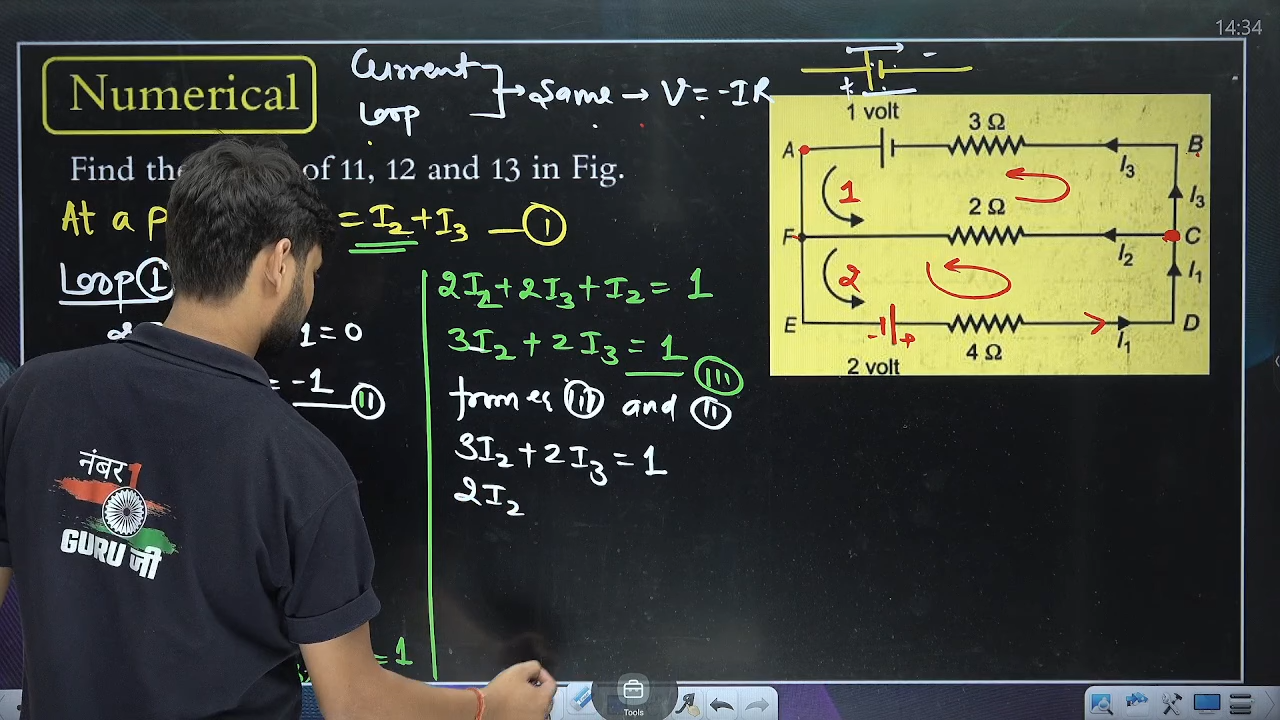 14:34
Numerical
Current
loop
Same → V = -IR
+ -
Find the of 11, 12 and 13 in Fig.
At a P = I₂ + I₃ — ①
Loop ①
1 = 0
= -1 ⑪
= 1
2I₂ + 2I₃ + I₂ = 1
3I₂ + 2I₃ = 1 (III)
from eq (III) and (II)
3I₂ + 2I₃ = 1
2I₂
1 volt
3 Ω
A
B
I₃
I₃
1
2 Ω
F
C
I₂
I₁
2
E
- +
D
I₁
4 Ω
2 volt
नंबर 1
GURU जी
Tools